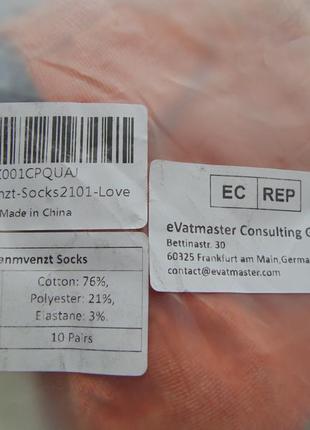 X001CPQUAJ
nzt-Socks2101-Love
Made in China
anmvenzt Socks
Cotton: 76%,
Polyester: 21%,
Elastane: 3%.
10 Pairs
EC REP
eVatmaster Consulting G
Bettinastr. 30
60325 Frankfurt am Main,Germa
contact@evatmaster.com